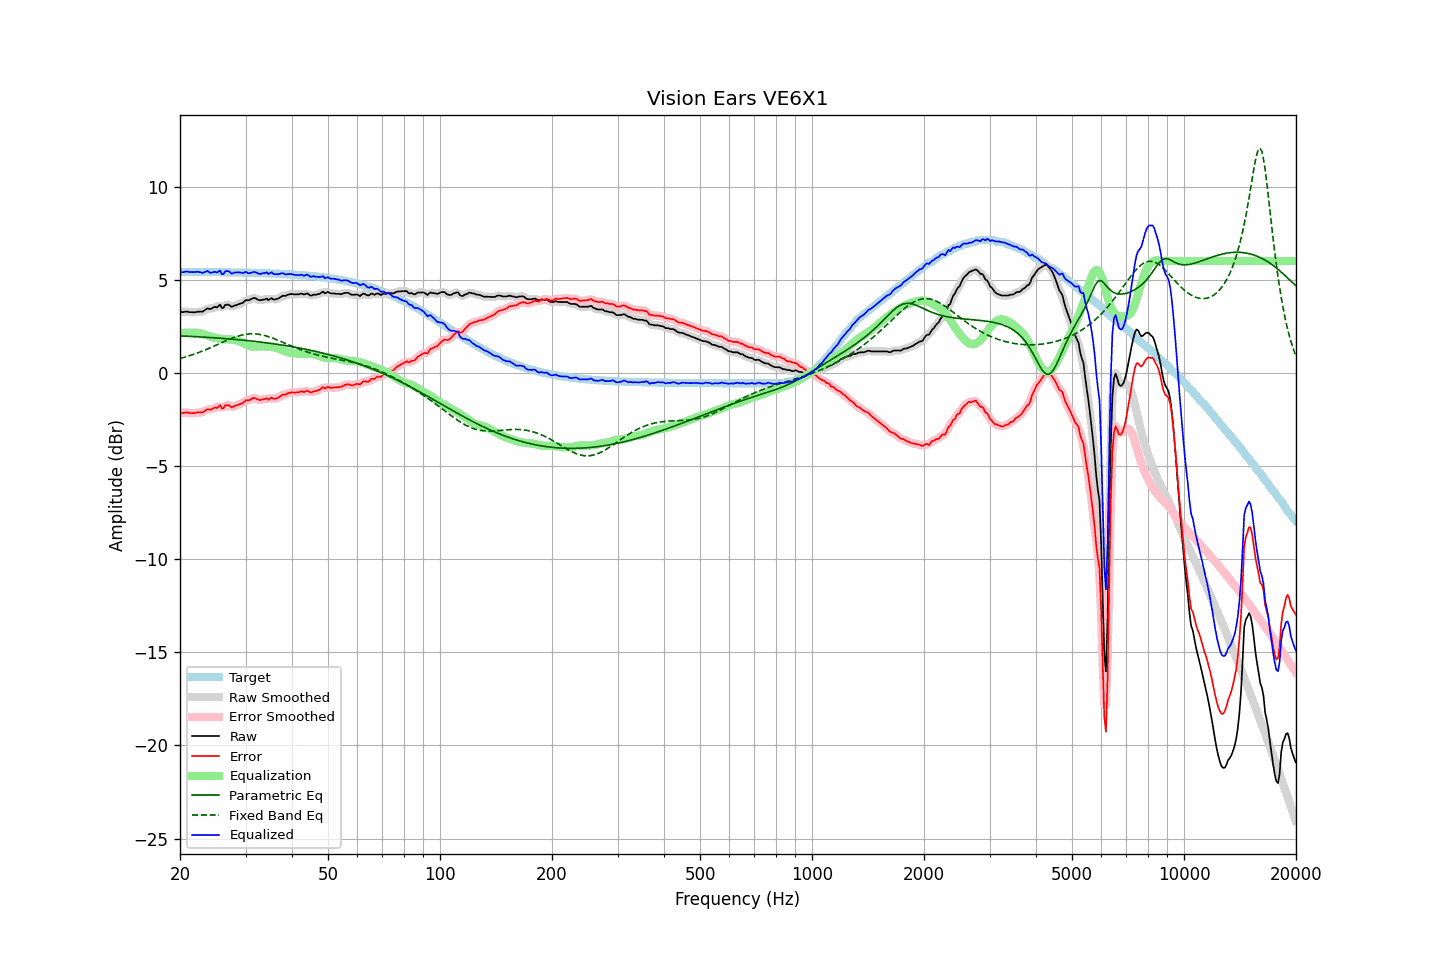 Vision Ears VE6X1
Amplitude (dBr)
10
5
0
−5
−10
−15
−20
−25
Target
Raw Smoothed
Error Smoothed
Raw
Error
Equalization
Parametric Eq
Fixed Band Eq
Equalized
20 50 100 200 500 1000 2000 5000 10000 20000
Frequency (Hz)